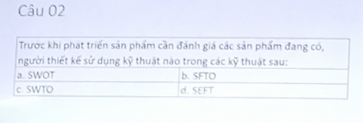 Câu 02
Trước khi phát triển sản phẩm cần đánh giá các sản phẩm đang có,
người thiết kế sử dụng kỹ thuật nào trong các kỹ thuật sau:
a. SWOT b. SFTO
c. SWTO d. SEFT